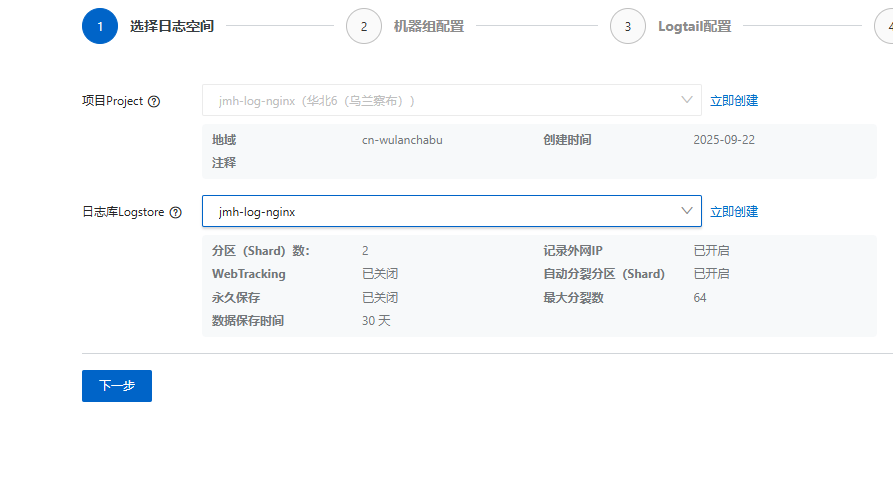 1 选择日志空间 2 机器组配置 3 Logtail配置 4
项目Project ? jmh-log-nginx（华北6（乌兰察布）） 立即创建
地域 cn-wulanchabu 创建时间 2025-09-22
注释
日志库Logstore ? jmh-log-nginx 立即创建
分区（Shard）数： 2 记录外网IP 已开启
WebTracking 已关闭 自动分裂分区（Shard） 已开启
永久保存 已关闭 最大分裂数 64
数据保存时间 30 天
下一步